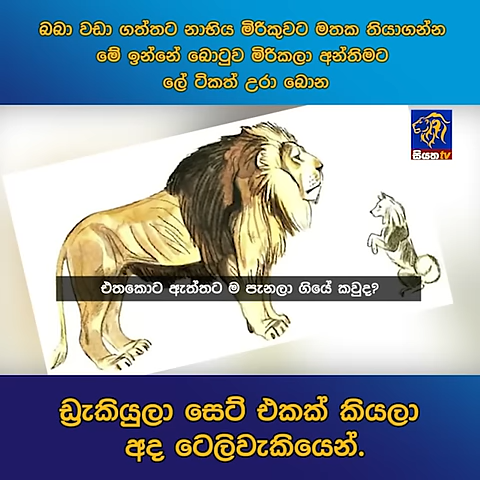 බබා වඩා ගත්තට නාභිය මිරිකුවට මතක තියාගන්න
මේ ඉන්නේ බොටුව මිරිකලා අන්තිමට
ලේ ටිකත් උරා බොන
සියත tv
එතකොට ඇත්තට ම පැනලා ගියේ කවුද?
ඩ්‍රැකියුලා සෙට් එකක් කියලා
අද ටෙලිවැකියෙන්.